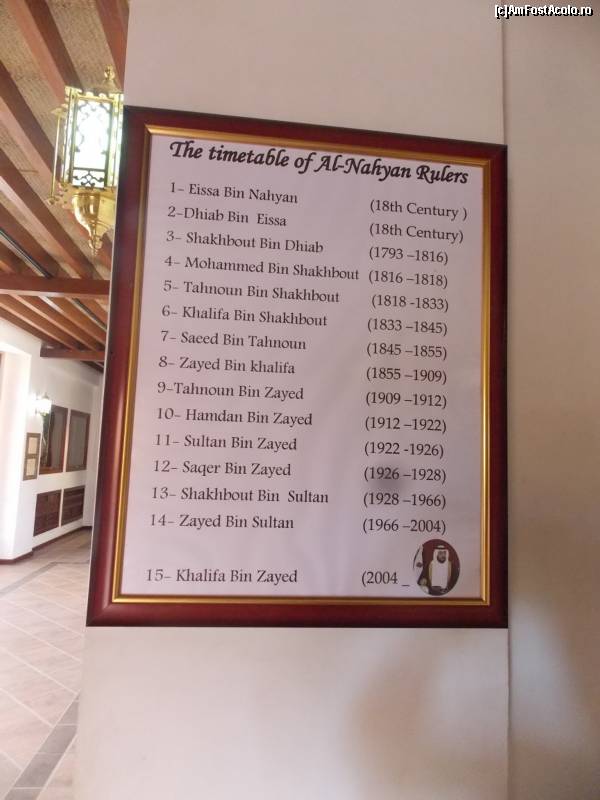 [c]AmFostAcolo.ro
The timetable of Al-Nahyan Rulers
1- Eissa Bin Nahyan (18th Century )
2-Dhiab Bin Eissa (18th Century)
3- Shakhbout Bin Dhiab (1793 –1816)
4- Mohammed Bin Shakhbout (1816 –1818)
5- Tahnoun Bin Shakhbout (1818 -1833)
6- Khalifa Bin Shakhbout (1833 –1845)
7- Saeed Bin Tahnoun (1845 –1855)
8- Zayed Bin khalifa (1855 –1909)
9-Tahnoun Bin Zayed (1909 –1912)
10- Hamdan Bin Zayed (1912 –1922)
11- Sultan Bin Zayed (1922 -1926)
12- Saqer Bin Zayed (1926 –1928)
13- Shakhbout Bin Sultan (1928 –1966)
14- Zayed Bin Sultan (1966 –2004)
15- Khalifa Bin Zayed (2004 _